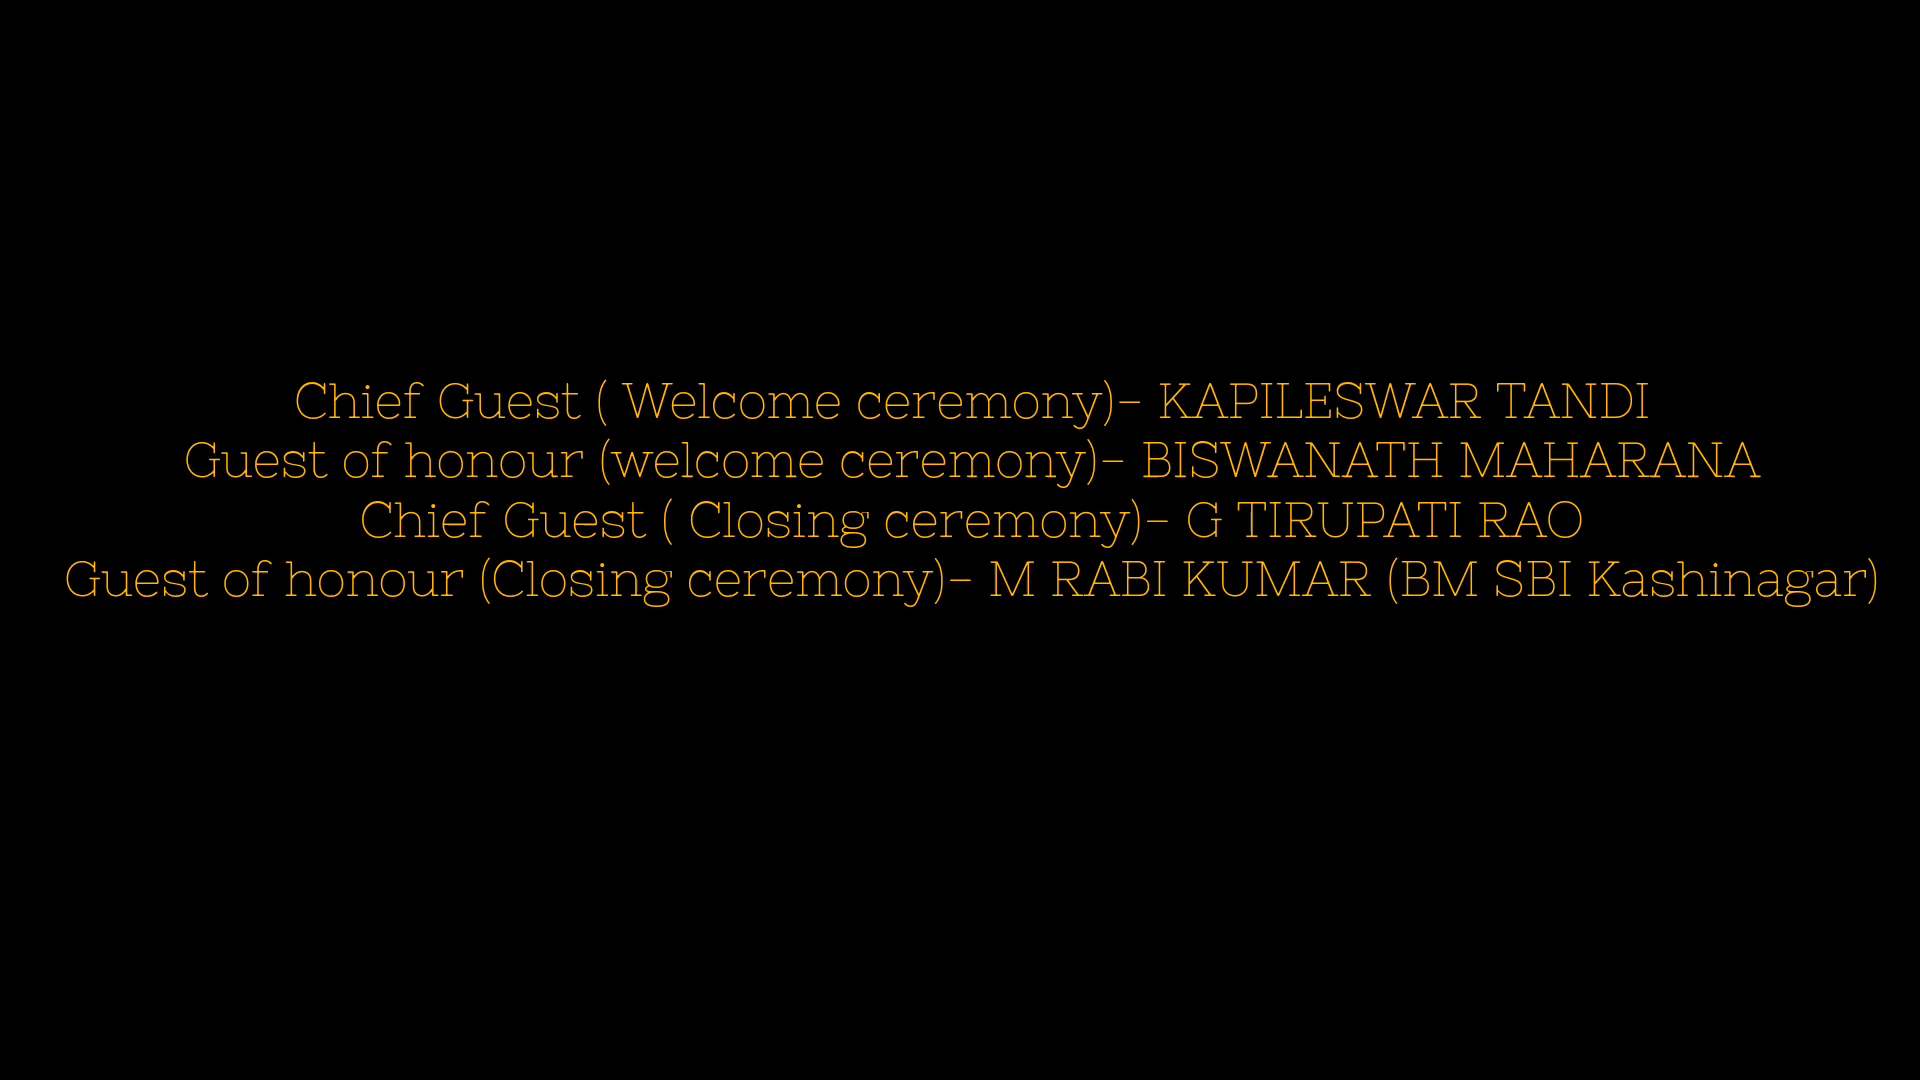 Chief Guest ( Welcome ceremony)- KAPILESWAR TANDI
Guest of honour (welcome ceremony)- BISWANATH MAHARANA
Chief Guest ( Closing ceremony)- G TIRUPATI RAO
Guest of honour (Closing ceremony)- M RABI KUMAR (BM SBI Kashinagar)